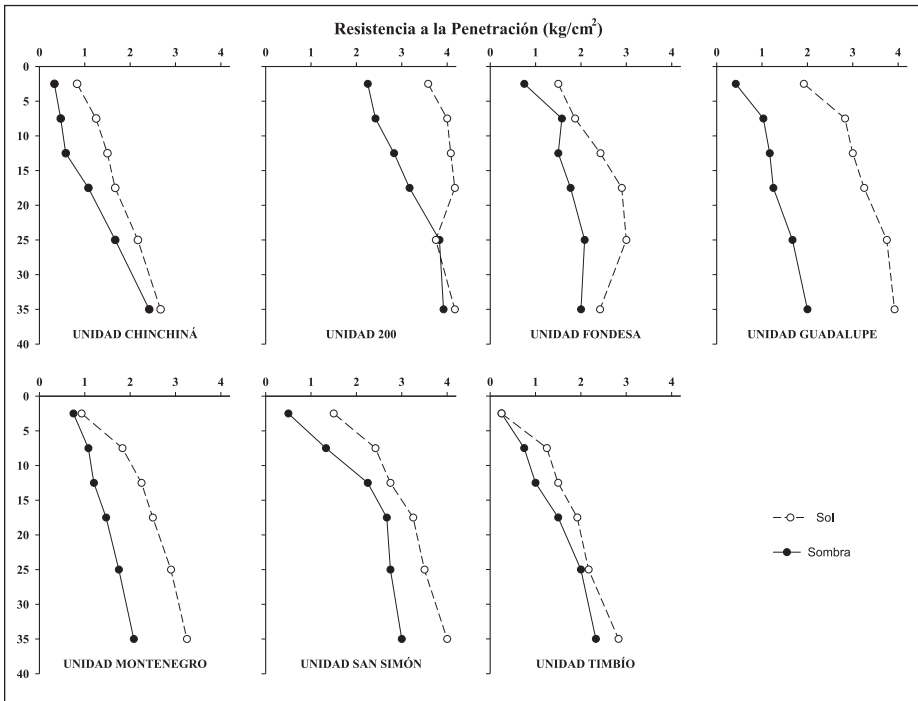 Resistencia a la Penetración (kg/cm²)
0 1 2 3 4 0 1 2 3 4 0 1 2 3 4 0 1 2 3 4
0
5
10
15
20
25
30
35
40
UNIDAD CHINCHINÁ UNIDAD 200 UNIDAD FONDESA UNIDAD GUADALUPE
0 1 2 3 4 0 1 2 3 4 0 1 2 3 4
0
5
10
15
20
25
30
35
40
Sol
Sombra
UNIDAD MONTENEGRO UNIDAD SAN SIMÓN UNIDAD TIMBÍO